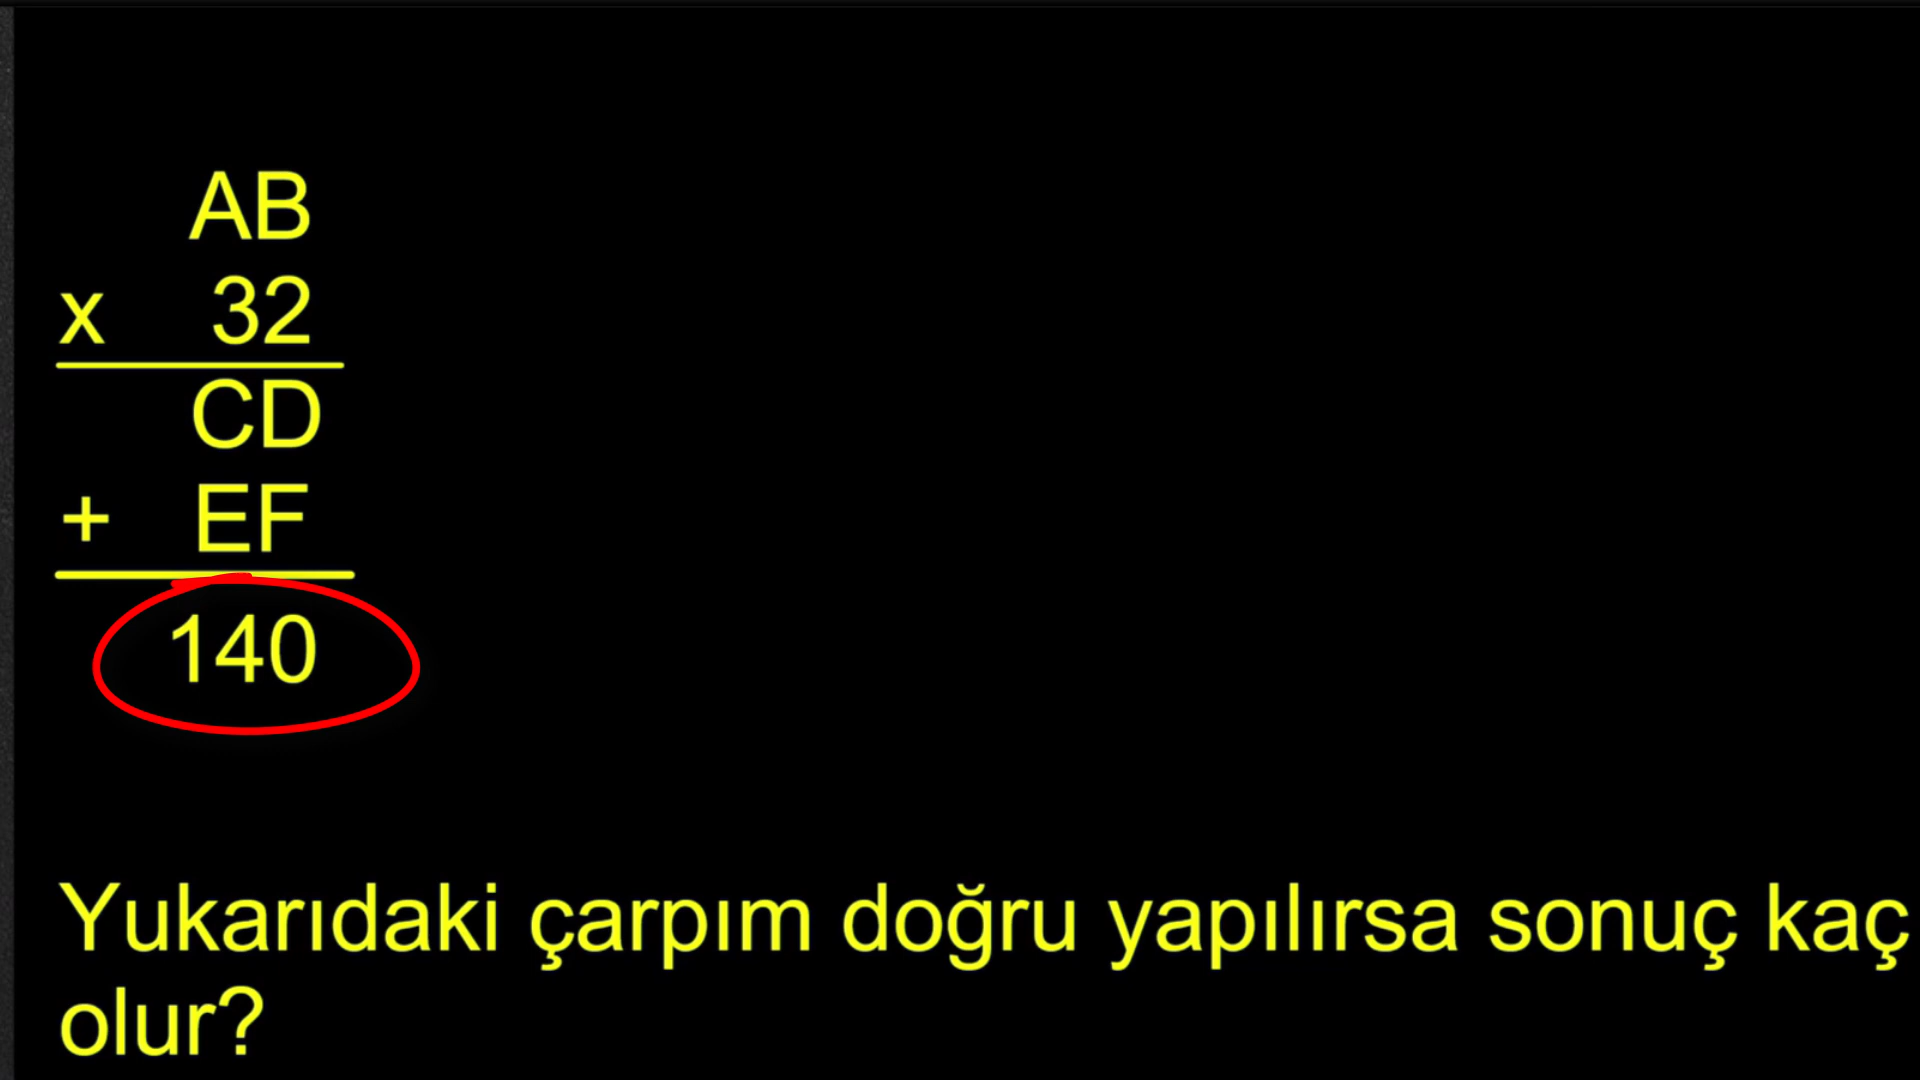 AB
x 32
CD
+ EF
140
Yukarıdaki çarpım doğru yapılırsa sonuç kaç
olur?